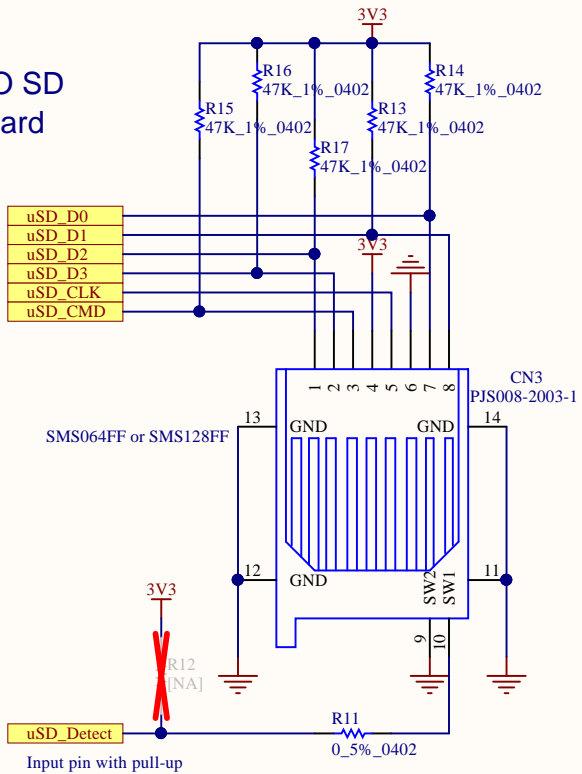 3V3
O SD
ard
R16
47K_1%_0402
R14
47K_1%_0402
R15
47K_1%_0402
R13
47K_1%_0402
R17
47K_1%_0402
uSD_D0
uSD_D1
uSD_D2
uSD_D3
uSD_CLK
uSD_CMD
3V3
1 2 3 4 5 6 7 8
CN3
PJS008-2003-1
13 GND GND 14
SMS064FF or SMS128FF
12 GND SW2 SW1 11
9 10
3V3
R12
[NA]
R11
uSD_Detect
0_5%_0402
Input pin with pull-up